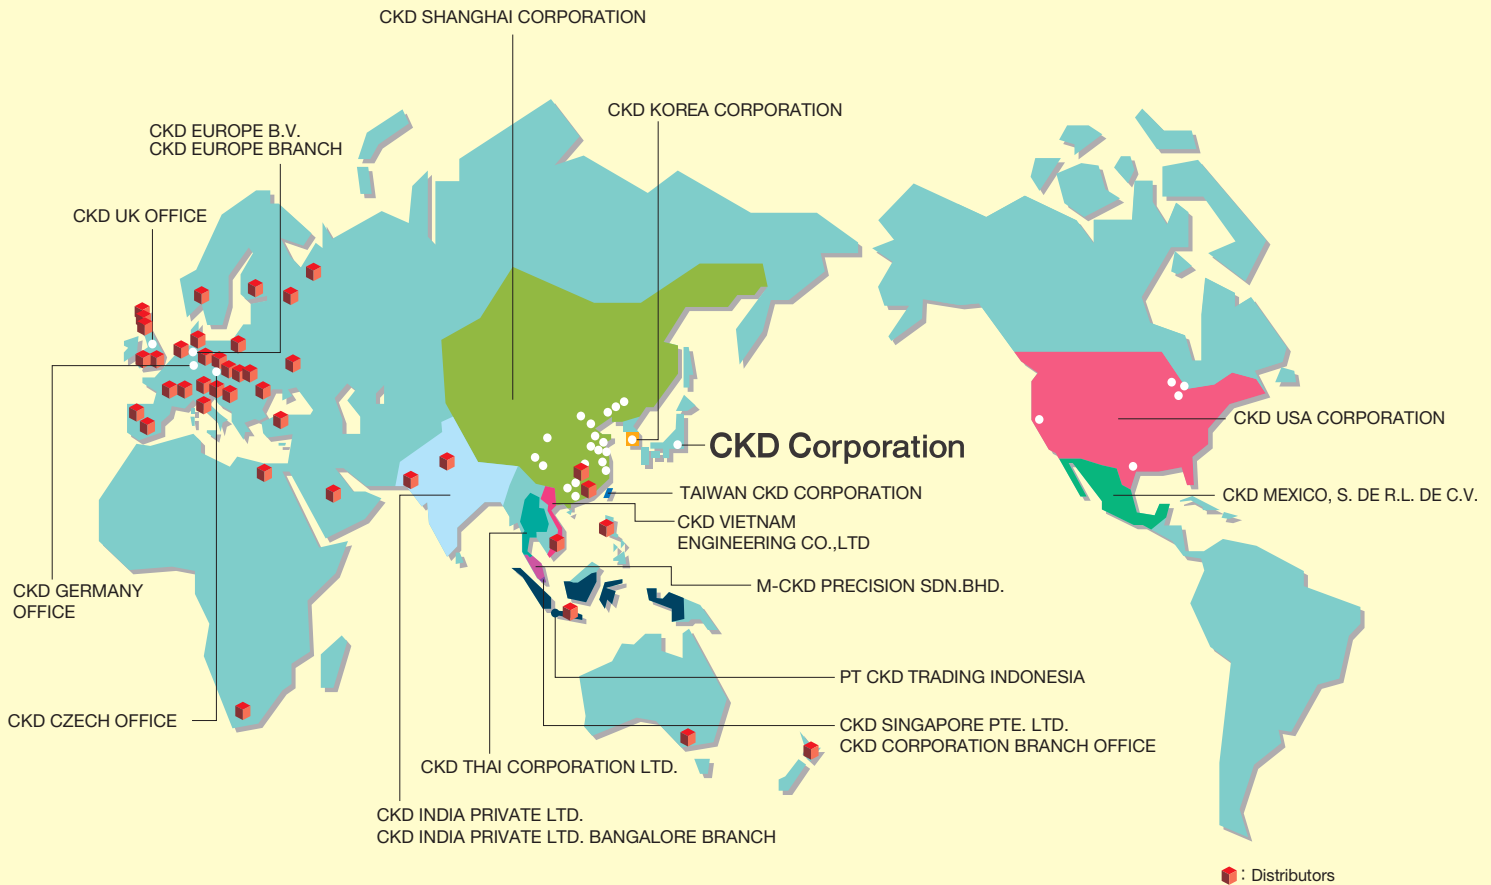 CKD SHANGHAI CORPORATION
CKD KOREA CORPORATION
CKD EUROPE B.V.
CKD EUROPE BRANCH
CKD UK OFFICE
CKD USA CORPORATION
CKD Corporation
TAIWAN CKD CORPORATION
CKD MEXICO, S. DE R.L. DE C.V.
CKD VIETNAM
ENGINEERING CO.,LTD
M-CKD PRECISION SDN.BHD.
CKD GERMANY
OFFICE
PT CKD TRADING INDONESIA
CKD CZECH OFFICE
CKD SINGAPORE PTE. LTD.
CKD CORPORATION BRANCH OFFICE
CKD THAI CORPORATION LTD.
CKD INDIA PRIVATE LTD.
CKD INDIA PRIVATE LTD. BANGALORE BRANCH
: Distributors